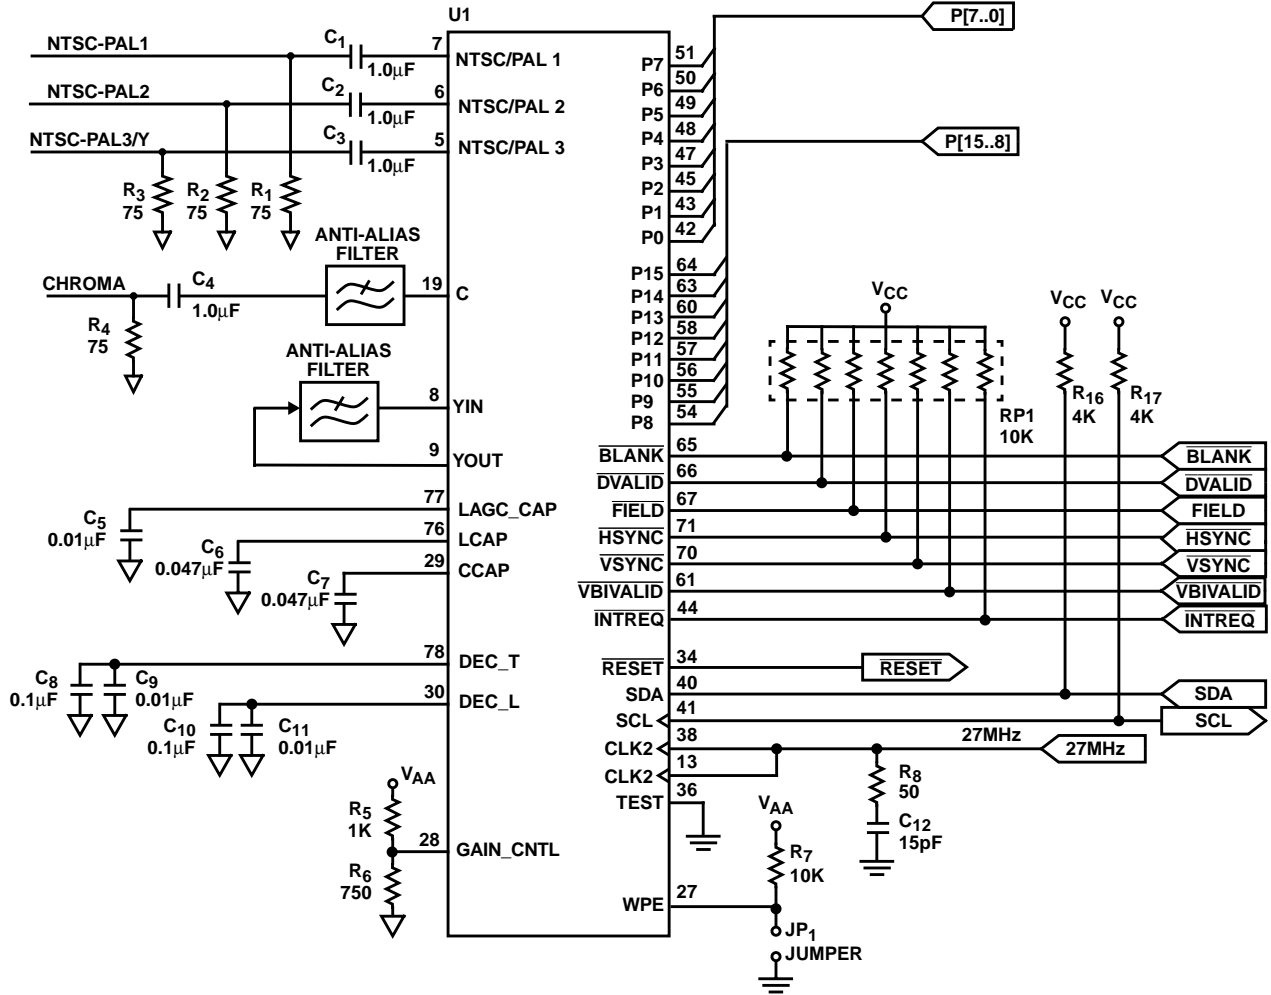 U1
P[7..0]
NTSC-PAL1
C1
1.0µF
7
NTSC/PAL 1
NTSC-PAL2
C2
1.0µF
6
NTSC/PAL 2
NTSC-PAL3/Y
C3
1.0µF
5
NTSC/PAL 3
R3
75
R2
75
R1
75
ANTI-ALIAS
FILTER
CHROMA
C4
1.0µF
19
C
R4
75
ANTI-ALIAS
FILTER
8
YIN
9
YOUT
77
LAGC_CAP
C5
0.01µF
76
LCAP
C6
0.047µF
29
CCAP
C7
0.047µF
78
DEC_T
C8
0.1µF
C9
0.01µF
30
DEC_L
C10
0.1µF
C11
0.01µF
VAA
R5
1K
28
GAIN_CNTL
R6
750
P7
51
P6
50
P5
49
P4
48
P3
47
P2
45
P1
43
P0
42
P[15..8]
P15
64
P14
63
P13
60
P12
58
P11
57
P10
56
P9
55
P8
54
VCC
VCC
VCC
RP1
10K
R16
4K
R17
4K
BLANK
65
BLANK
DVALID
66
DVALID
FIELD
67
FIELD
HSYNC
71
HSYNC
VSYNC
70
VSYNC
VBIVALID
61
VBIVALID
INTREQ
44
INTREQ
RESET
34
RESET
SDA
40
SDA
SCL
41
SCL
CLK2
38
27MHz
27MHz
CLK2
13
TEST
36
R8
50
C12
15pF
VAA
R7
10K
WPE
27
JP1
JUMPER